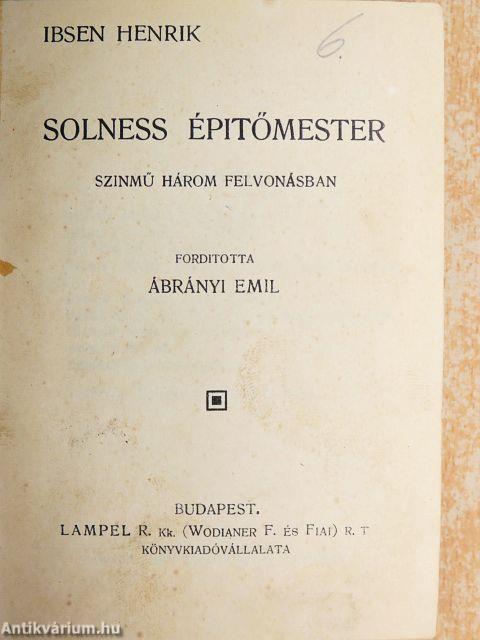 IBSEN HENRIK
6.
SOLNESS ÉPITŐMESTER
SZINMŰ HÁROM FELVONÁSBAN
FORDITOTTA
ÁBRÁNYI EMIL
BUDAPEST.
LAMPEL R. KK. (WODIANER F. ÉS FIAI) R. T
KÖNYVKIADÓVÁLLALATA
Antikvárium.hu